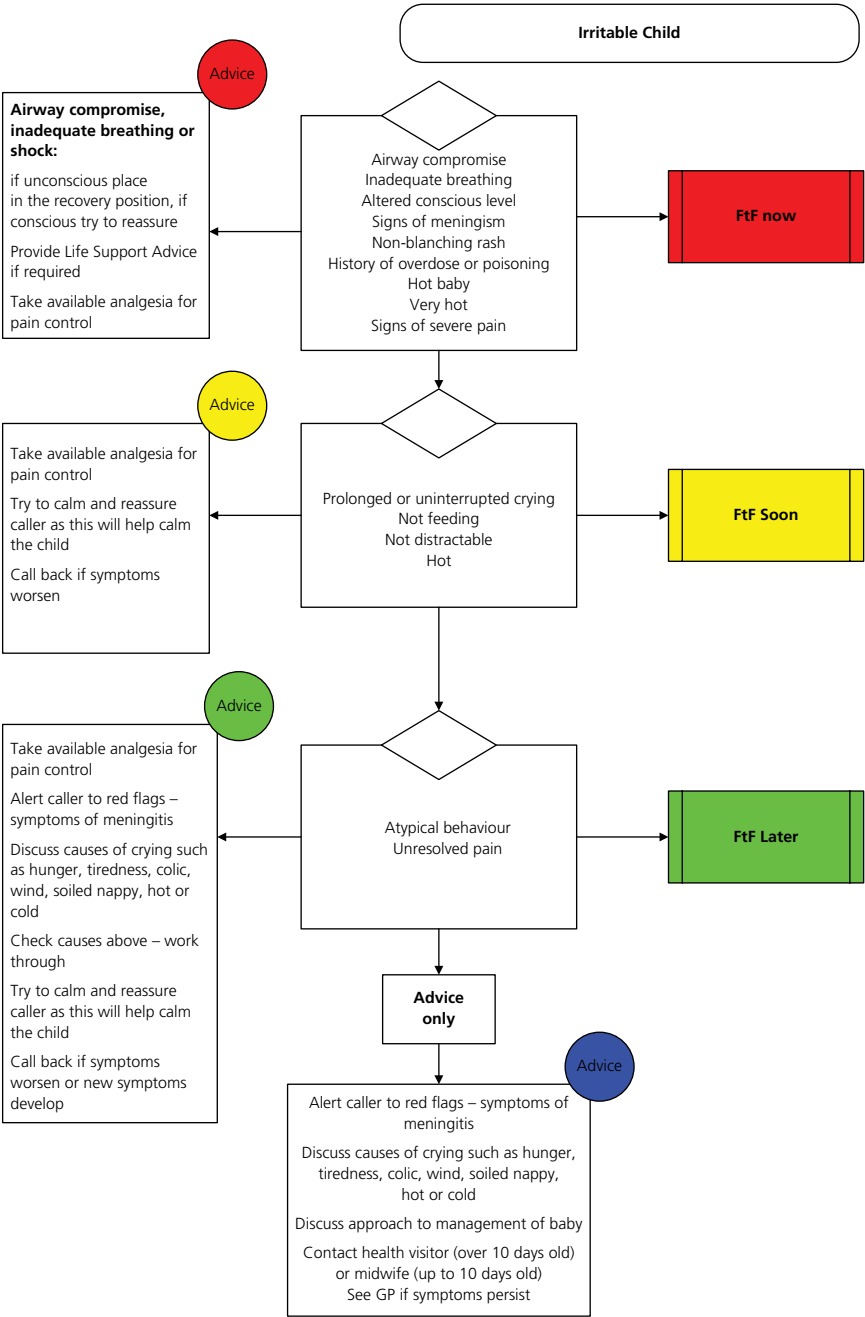 Irritable Child
Advice
Airway compromise,
inadequate breathing or
shock:
if unconscious place
in the recovery position, if
conscious try to reassure
Provide Life Support Advice
if required
Take available analgesia for
pain control
Airway compromise
Inadequate breathing
Altered conscious level
Signs of meningism
Non-blanching rash
History of overdose or poisoning
Hot baby
Very hot
Signs of severe pain
FtF now
Advice
Take available analgesia for
pain control
Try to calm and reassure
caller as this will help calm
the child
Call back if symptoms
worsen
Prolonged or uninterrupted crying
Not feeding
Not distractable
Hot
FtF Soon
Advice
Take available analgesia for
pain control
Alert caller to red flags –
symptoms of meningitis
Discuss causes of crying such
as hunger, tiredness, colic,
wind, soiled nappy, hot or
cold
Check causes above – work
through
Try to calm and reassure
caller as this will help calm
the child
Call back if symptoms
worsen or new symptoms
develop
Atypical behaviour
Unresolved pain
FtF Later
Advice
only
Advice
Alert caller to red flags – symptoms of
meningitis
Discuss causes of crying such as hunger,
tiredness, colic, wind, soiled nappy,
hot or cold
Discuss approach to management of baby
Contact health visitor (over 10 days old)
or midwife (up to 10 days old)
See GP if symptoms persist